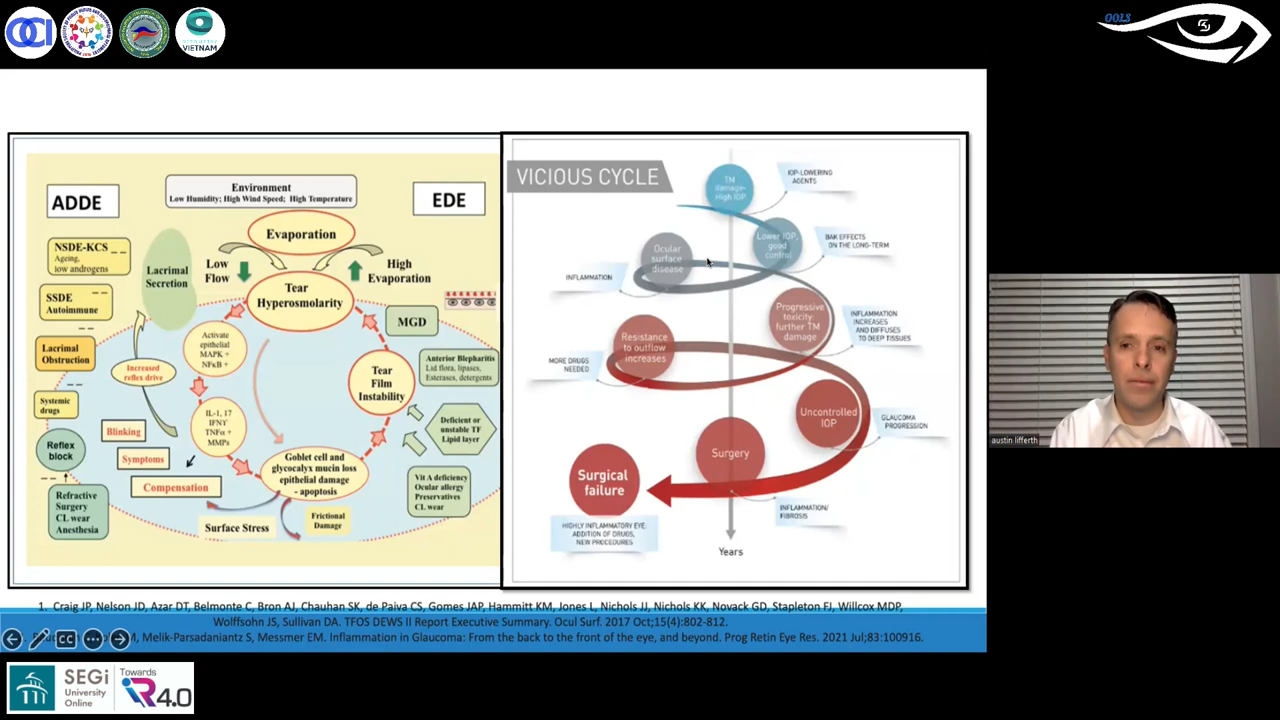 OCI
OPTOMETRY
VIETNAM
OOLS
ADDE
Environment
Low Humidity; High Wind Speed; High Temperature
EDE
NSDE-KCS
Ageing,
low androgens
SSDE
Autoimmune
Lacrimal
Obstruction
Systemic
drugs
Reflex
block
Refractive
Surgery
CL wear
Anesthesia
Lacrimal
Secretion
Increased
reflex drive
Blinking
Symptoms
Compensation
Evaporation
Low
Flow
High
Evaporation
Tear
Hyperosmolarity
Activate
epithelial
MAPK +
NFκB +
IL-1, 17
IFNϒ
TNFα +
MMPs
Goblet cell and
glycocalyx mucin loss
epithelial damage
- apoptosis
Surface Stress
Frictional
Damage
Tear
Film
Instability
MGD
Anterior Blepharitis
Lid flora, lipases,
Esterases, detergents
Deficient or
unstable TF
Lipid layer
Vit A deficiency
Ocular allergy
Preservatives
CL wear
VICIOUS CYCLE
TM
damage-
High IOP
IOP-LOWERING
AGENTS
Lower IOP,
good
control
BAK EFFECTS
ON THE LONG-TERM
Ocular
surface
disease
INFLAMMATION
Progressive
toxicity:
further TM
damage
INFLAMMATION
INCREASES
AND DIFFUSES
TO DEEP TISSUES
Resistance
to outflow
increases
MORE DRUGS
NEEDED
Uncontrolled
IOP
GLAUCOMA
PROGRESSION
Surgery
INFLAMMATION/
FIBROSIS
Surgical
failure
HIGHLY INFLAMMATORY EYE:
ADDITION OF DRUGS,
NEW PROCEDURES
Years
austin lifferth
1. Craig JP, Nelson JD, Azar DT, Belmonte C, Bron AJ, Chauhan SK, de Paiva CS, Gomes JAP, Hammitt KM, Jones L, Nichols JJ, Nichols KK, Novack GD, Stapleton FJ, Willcox MDP,
Wolffsohn JS, Sullivan DA. TFOS DEWS II Report Executive Summary. Ocul Surf. 2017 Oct;15(4):802-812.
M, Melik-Parsadaniantz S, Messmer EM. Inflammation in Glaucoma: From the back to the front of the eye, and beyond. Prog Retin Eye Res. 2021 Jul;83:100916.
CC
SEGi
University
Online
Towards
iR4.0